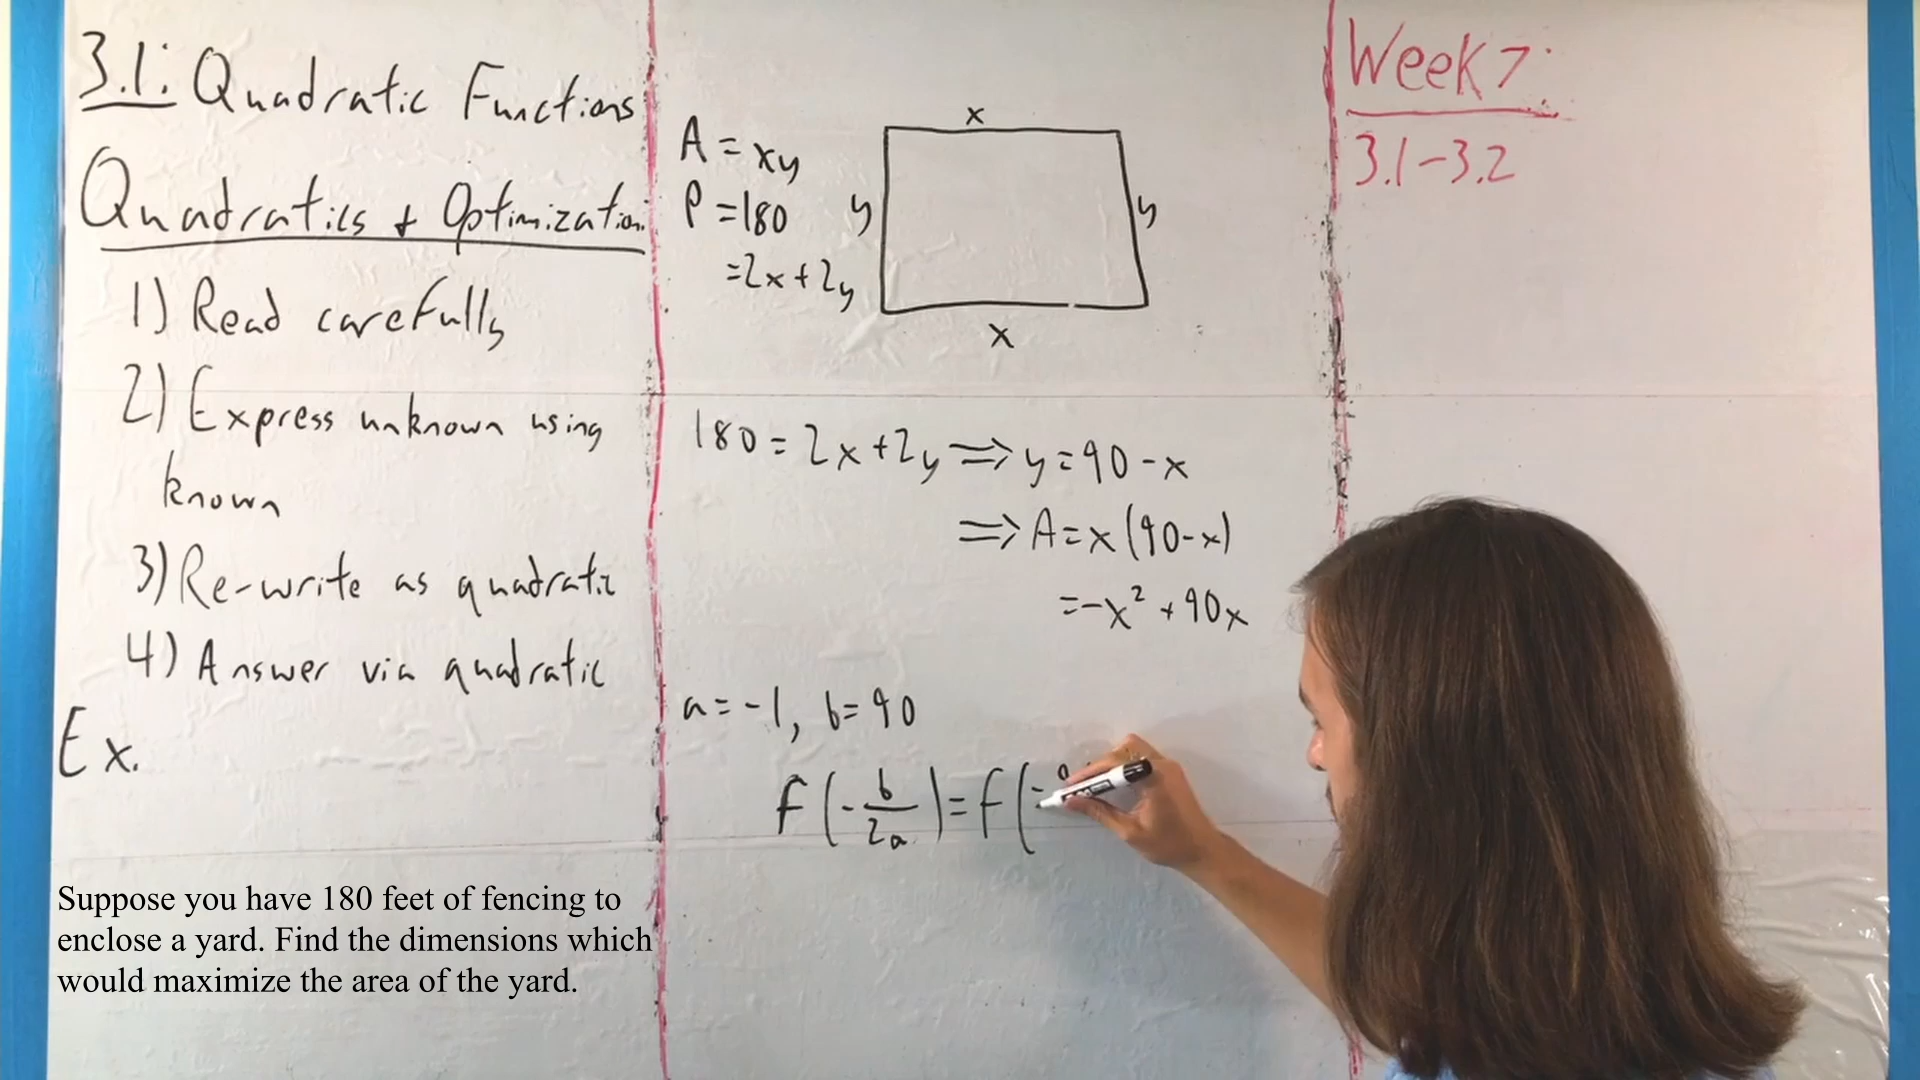 3.1: Quadratic Functions
Quadratics + Optimization:
1) Read carefully
2) Express unknown using
known
3) Re-write as quadratic
4) Answer via quadratic
Ex.
Suppose you have 180 feet of fencing to
enclose a yard. Find the dimensions which
would maximize the area of the yard.
A = xy
P = 180
= 2x + 2y
x
y
y
x
180 = 2x + 2y ⟹ y = 90 - x
⟹ A = x(90 - x)
= -x² + 90x
a = -1, b = 90
f(-b/2a) = f(-
Week 7:
3.1-3.2